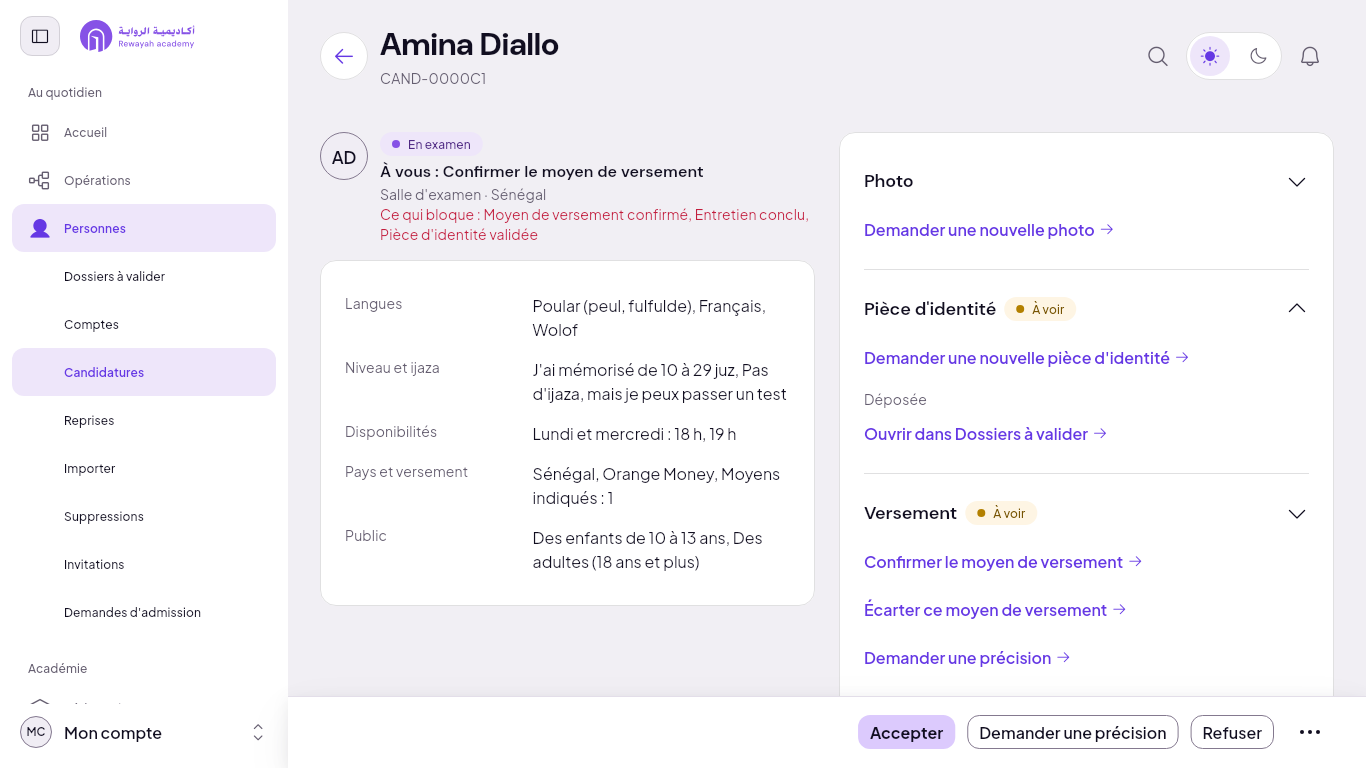 أكاديمية الرواية
Rewayah academy
Au quotidien
Accueil
Opérations
Personnes
Dossiers à valider
Comptes
Candidatures
Reprises
Importer
Suppressions
Invitations
Demandes d'admission
Académie
MC
Mon compte
Amina Diallo
CAND-0000C1
AD
En examen
À vous : Confirmer le moyen de versement
Salle d'examen · Sénégal
Ce qui bloque : Moyen de versement confirmé, Entretien conclu,
Pièce d'identité validée
Langues
Poular (peul, fulfulde), Français,
Wolof
Niveau et ijaza
J'ai mémorisé de 10 à 29 juz, Pas
d'ijaza, mais je peux passer un test
Disponibilités
Lundi et mercredi : 18 h, 19 h
Pays et versement
Sénégal, Orange Money, Moyens
indiqués : 1
Public
Des enfants de 10 à 13 ans, Des
adultes (18 ans et plus)
Photo
Demander une nouvelle photo
Pièce d'identité
À voir
Demander une nouvelle pièce d'identité
Déposée
Ouvrir dans Dossiers à valider
Versement
À voir
Confirmer le moyen de versement
Écarter ce moyen de versement
Demander une précision
Accepter
Demander une précision
Refuser